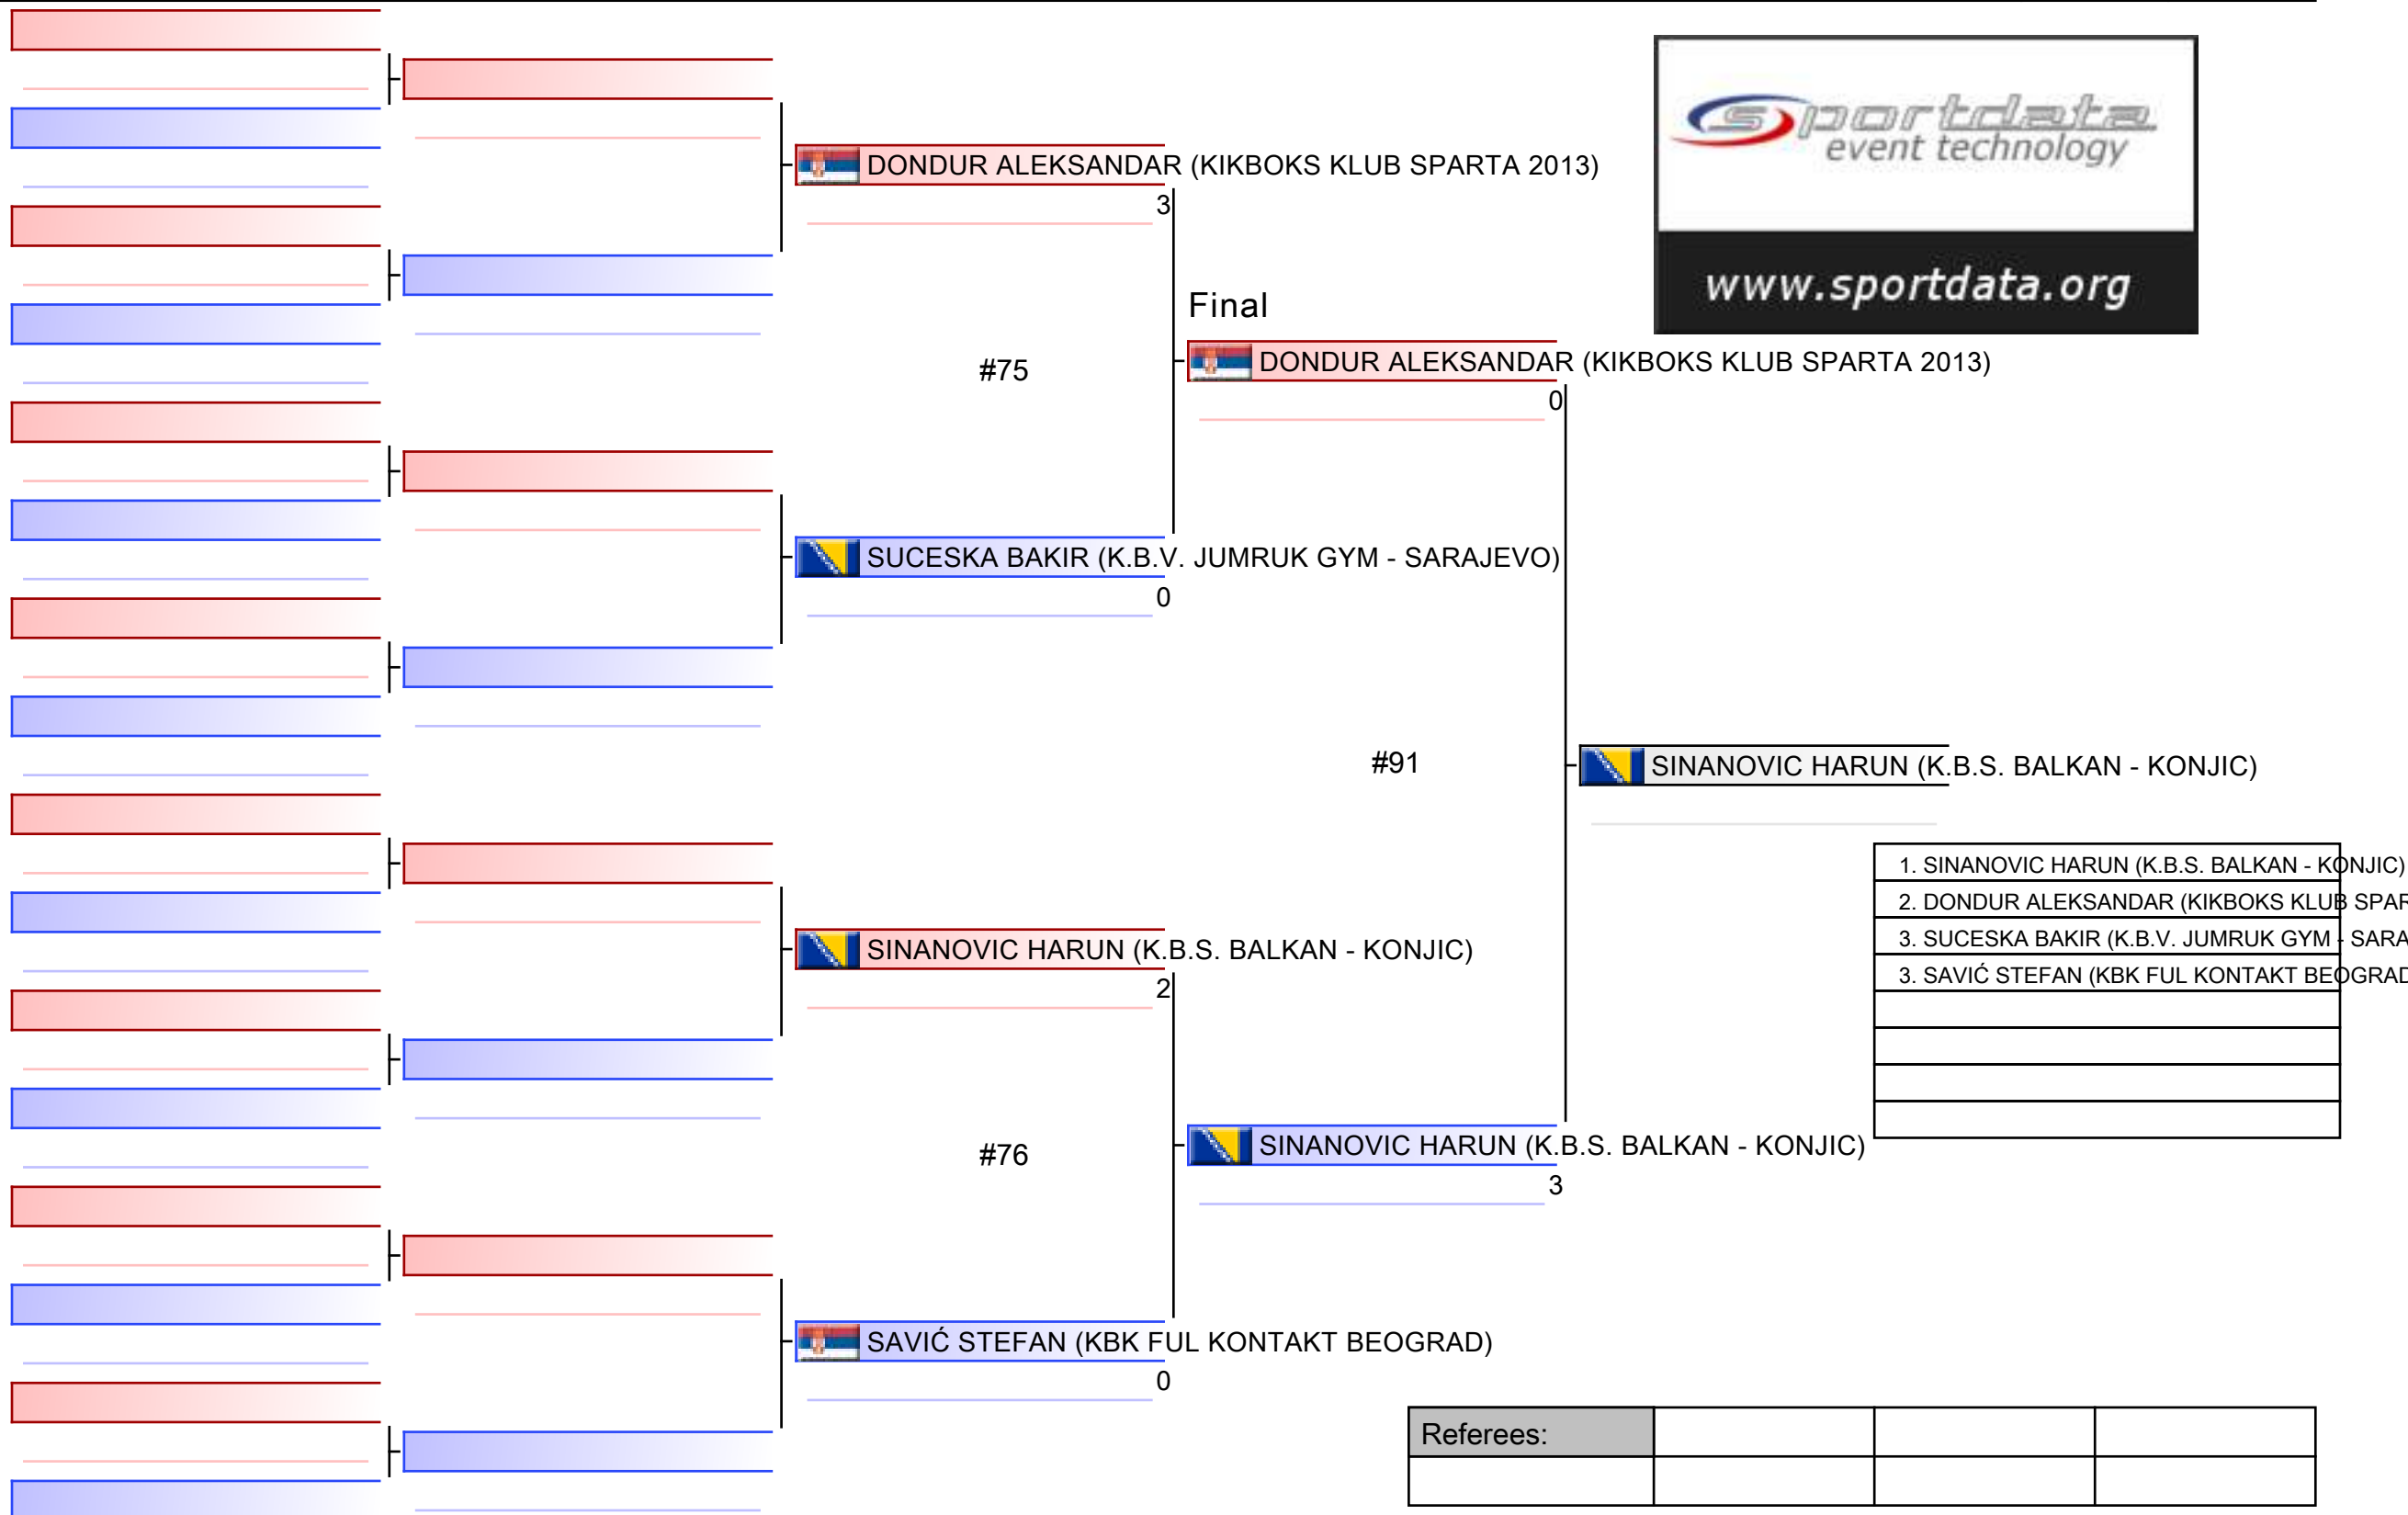 sportdata
event technology
www.sportdata.org
DONDUR ALEKSANDAR (KIKBOKS KLUB SPARTA 2013)
3
Final
#75
DONDUR ALEKSANDAR (KIKBOKS KLUB SPARTA 2013)
0
SUCESKA BAKIR (K.B.V. JUMRUK GYM - SARAJEVO)
0
#91
SINANOVIC HARUN (K.B.S. BALKAN - KONJIC)
1. SINANOVIC HARUN (K.B.S. BALKAN - KONJIC)
2. DONDUR ALEKSANDAR (KIKBOKS KLUB SPAR
3. SUCESKA BAKIR (K.B.V. JUMRUK GYM - SARA
3. SAVIĆ STEFAN (KBK FUL KONTAKT BEOGRAD
SINANOVIC HARUN (K.B.S. BALKAN - KONJIC)
2
#76
SINANOVIC HARUN (K.B.S. BALKAN - KONJIC)
3
SAVIĆ STEFAN (KBK FUL KONTAKT BEOGRAD)
0
Referees: